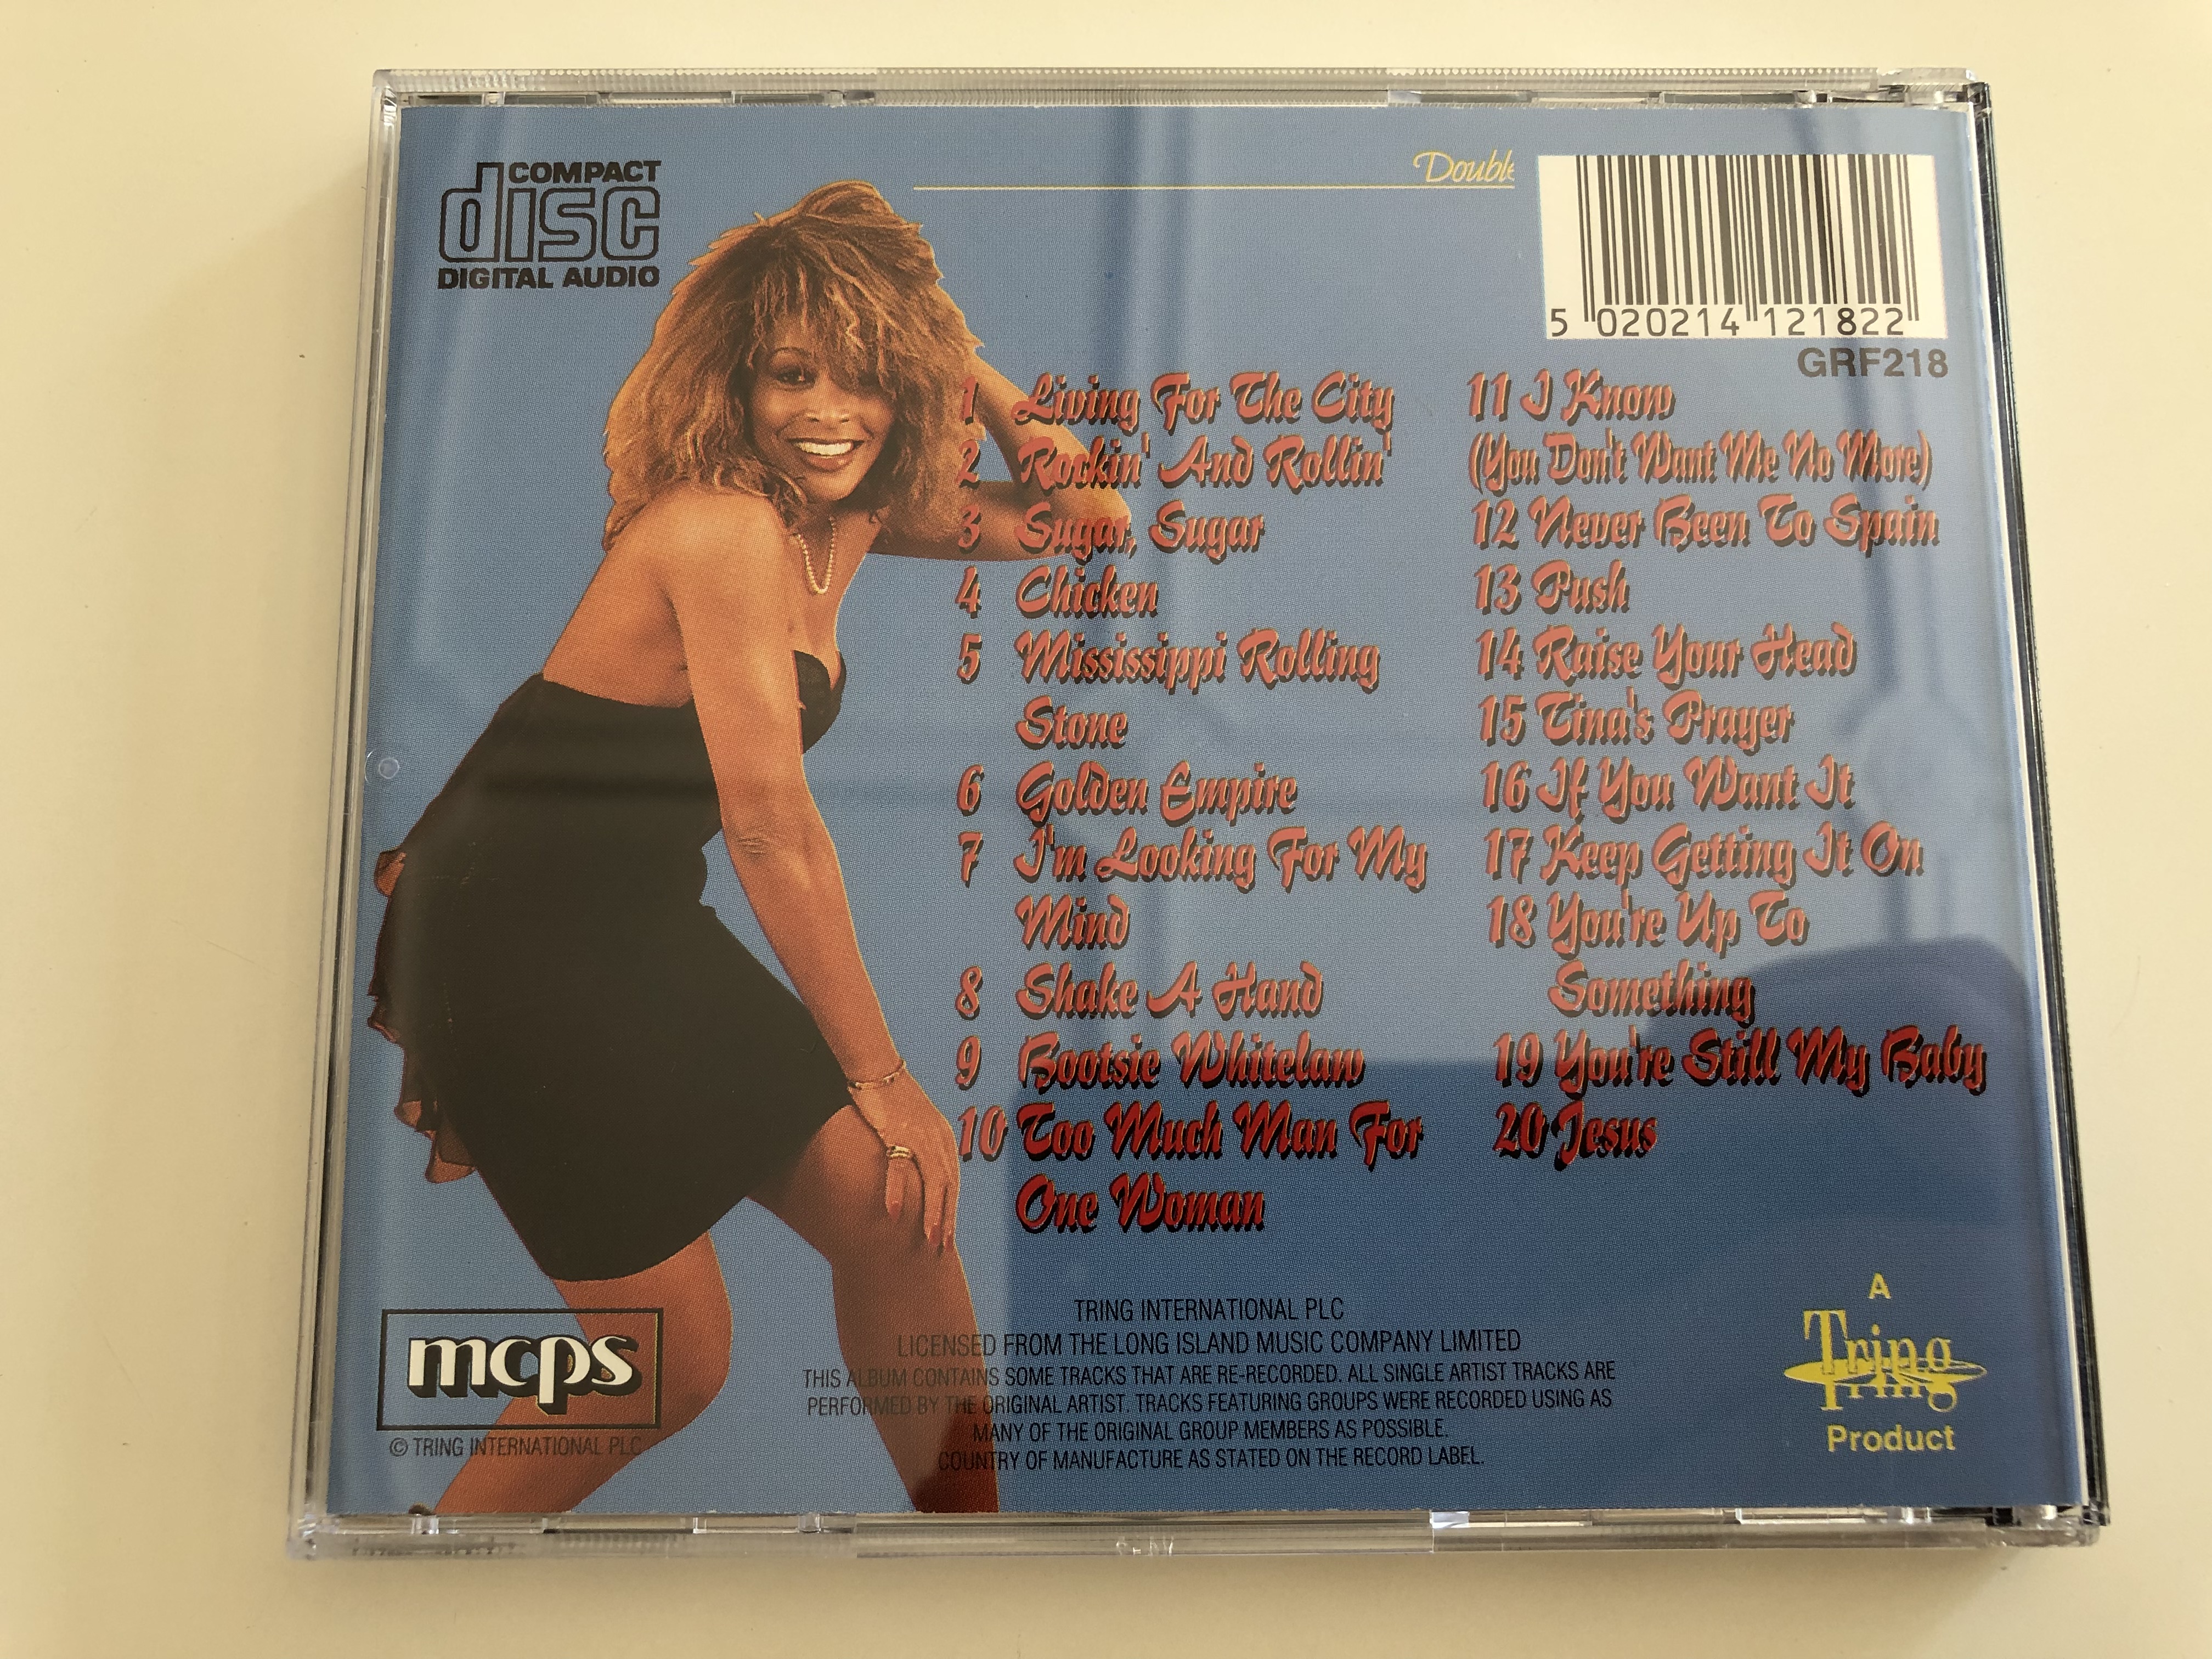 COMPACT
disc
DIGITAL AUDIO
Double
5 020214 121822
GRF218
1 Living For The City
2 Rockin' And Rollin'
3 Sugar, Sugar
4 Chicken
5 Mississippi Rolling
Stone
6 Golden Empire
7 I'm Looking For My
Mind
8 Shake A Hand
9 Bootsie Whitelaw
10 Too Much Man For
One Woman
11 I Know
(You Don't Want Me No More)
12 Never Been To Spain
13 Push
14 Raise Your Head
15 Tina's Prayer
16 If You Want It
17 Keep Getting It On
18 You're Up To
Something
19 You're Still My Baby
20 Jesus
mcps
© TRING INTERNATIONAL PLC
TRING INTERNATIONAL PLC
LICENSED FROM THE LONG ISLAND MUSIC COMPANY LIMITED
THIS ALBUM CONTAINS SOME TRACKS THAT ARE RE-RECORDED. ALL SINGLE ARTIST TRACKS ARE
PERFORMED BY THE ORIGINAL ARTIST. TRACKS FEATURING GROUPS WERE RECORDED USING AS
MANY OF THE ORIGINAL GROUP MEMBERS AS POSSIBLE.
COUNTRY OF MANUFACTURE AS STATED ON THE RECORD LABEL.
A
Tring
Product